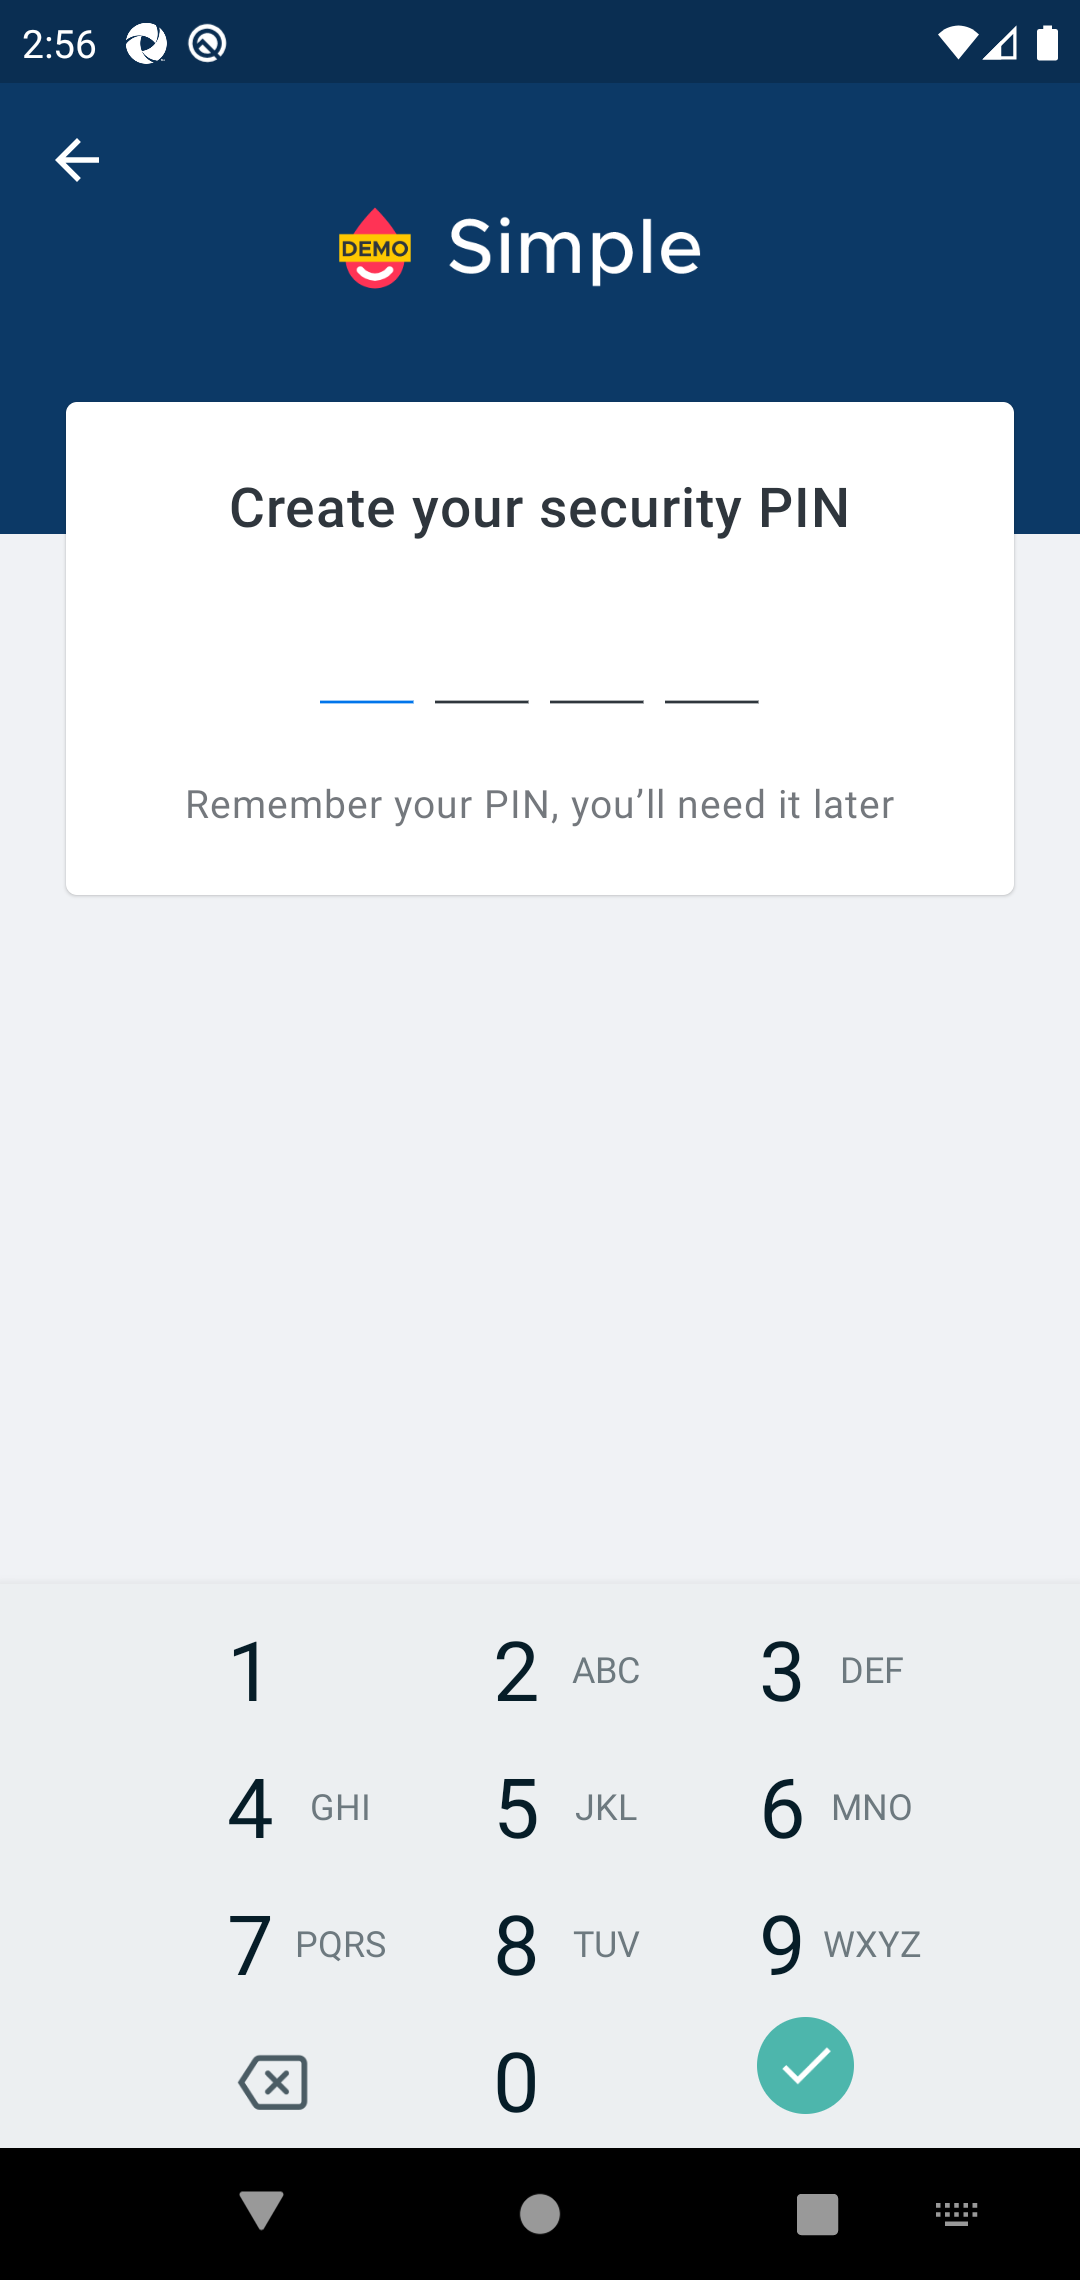 2:56
DEMO Simple
Create your security PIN
Remember your PIN, you’ll need it later
1 2 ABC 3 DEF
4 GHI 5 JKL 6 MNO
7 PQRS 8 TUV 9 WXYZ
0